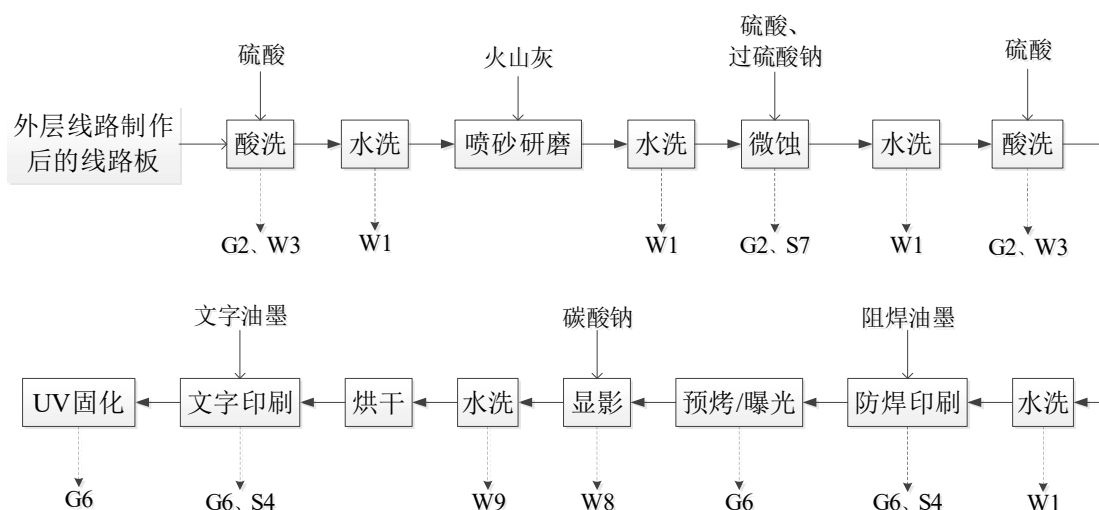 硫酸
火山灰
硫酸、
过硫酸钠
硫酸
外层线路制作
后的线路板
酸洗
水洗
喷砂研磨
水洗
微蚀
水洗
酸洗
G2、W3
W1
W1
G2、S7
W1
G2、W3
文字油墨
碳酸钠
阻焊油墨
UV固化
文字印刷
烘干
水洗
显影
预烤/曝光
防焊印刷
水洗
G6
G6、S4
W9
W8
G6
G6、S4
W1